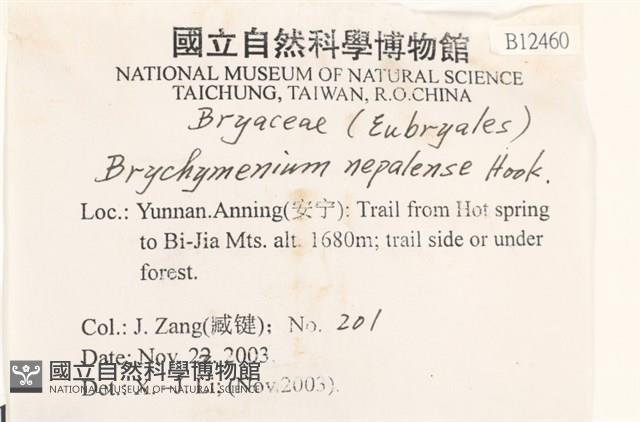 國立自然科學博物館
B12460
NATIONAL MUSEUM OF NATURAL SCIENCE
TAICHUNG, TAIWAN, R.O.CHINA
Bryaceae (Eubryales)
Brychymenium nepalense Hook.
Loc.: Yunnan.Anning(安宁): Trail from Hot spring
to Bi-Jia Mts. alt. 1680m; trail side or under
forest.
Col.: J. Zang(臧键); No. 201
Date: Nov. 22. 2003.
Det.: X. (Nov.2003).
國立自然科學博物館
NATIONAL MUSEUM OF NATURAL SCIENCE